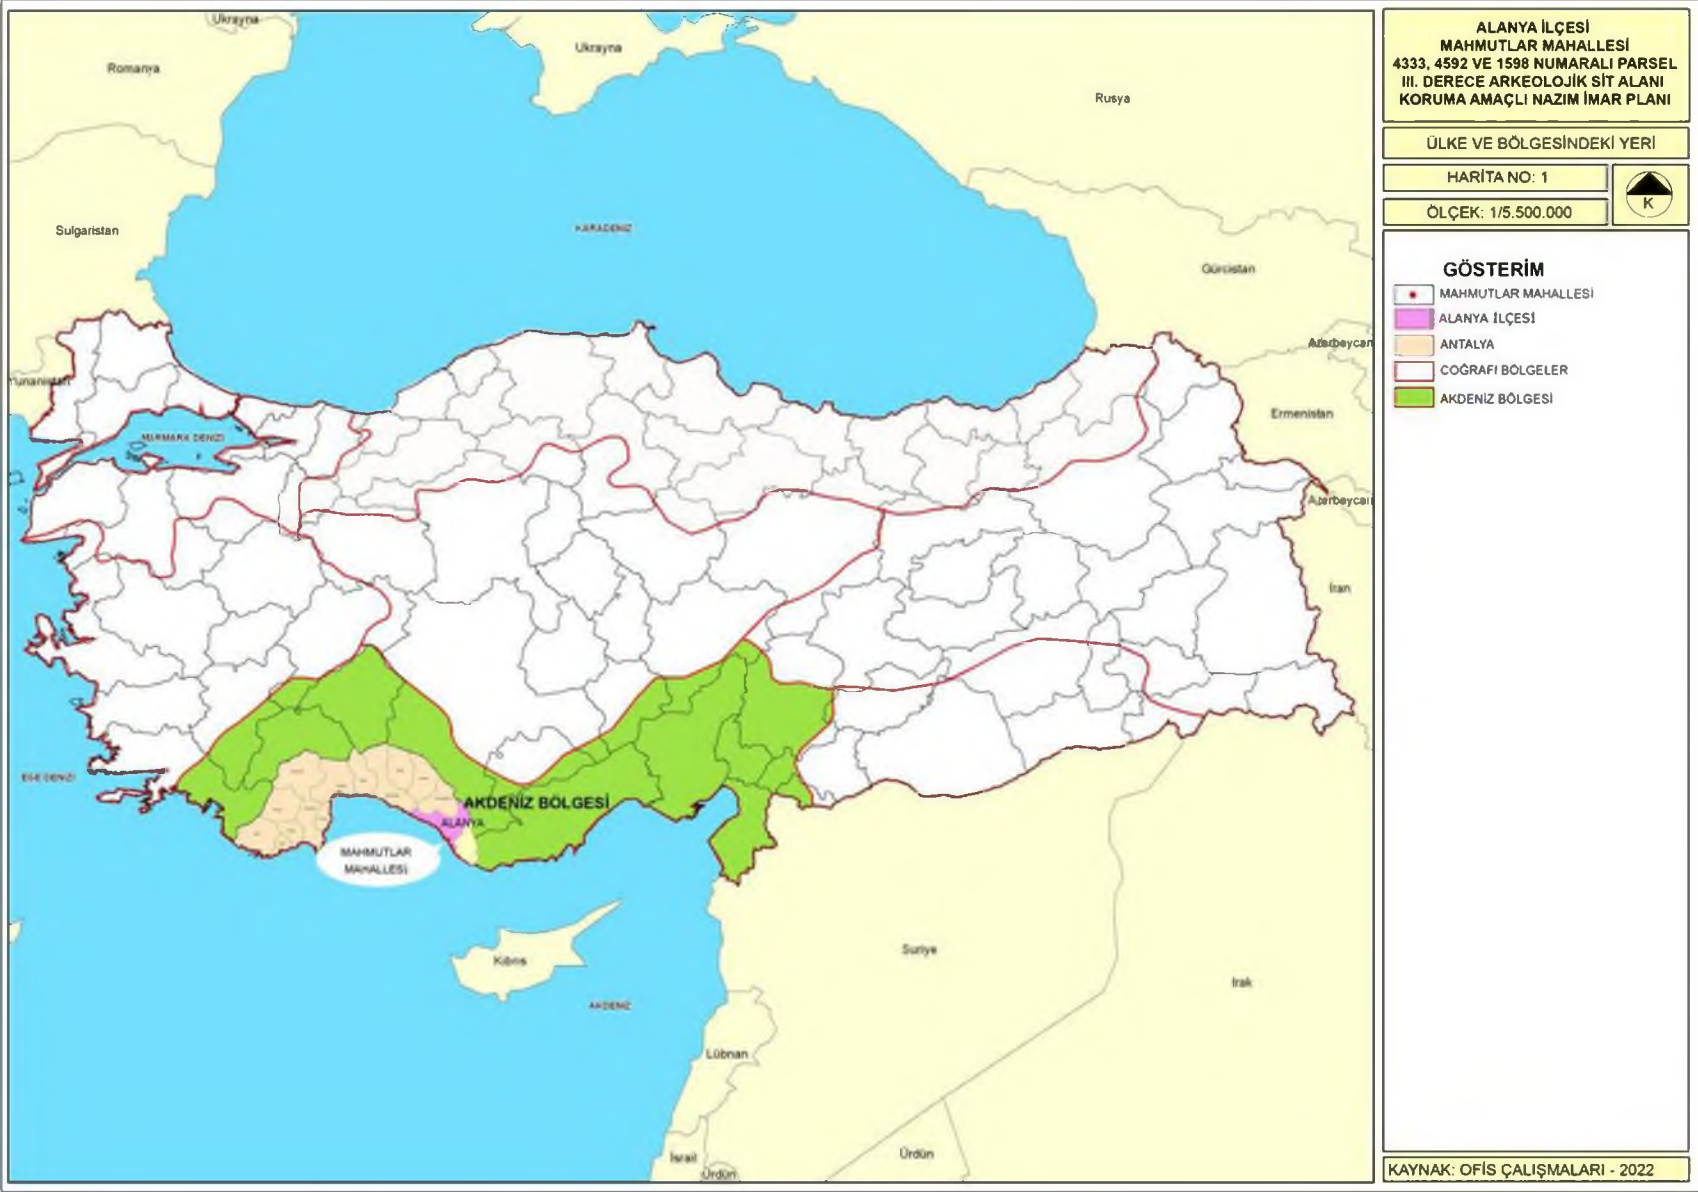 ALANYA İLÇESİ
MAHMUTLAR MAHALLESİ
4333, 4592 VE 1598 NUMARALI PARSEL
III. DERECE ARKEOLOJİK SİT ALANI
KORUMA AMAÇLI NAZIM İMAR PLANI
ÜLKE VE BÖLGESİNDEKİ YERİ
HARİTA NO: 1
ÖLÇEK: 1/5.500.000
K
GÖSTERİM
MAHMUTLAR MAHALLESİ
ALANYA İLÇESİ
ANTALYA
COĞRAFİ BÖLGELER
AKDENİZ BÖLGESİ
KAYNAK: OFİS ÇALIŞMALARI - 2022
Ukrayna
Romanya
Ukrayna
Rusya
Sulgaristan
KARADENİZ
Gürcistan
Azerbeycan
Yunanistan
Ermenistan
MARMARA DENİZİ
Azerbeycan
İran
EGE DENİZİ
AKDENİZ BÖLGESİ
ALANYA
MAHMUTLAR
MAHALLESİ
Kıbrıs
Suriye
Irak
AKDENİZ
Lübnan
İsrail
Ürdün
Ürdün